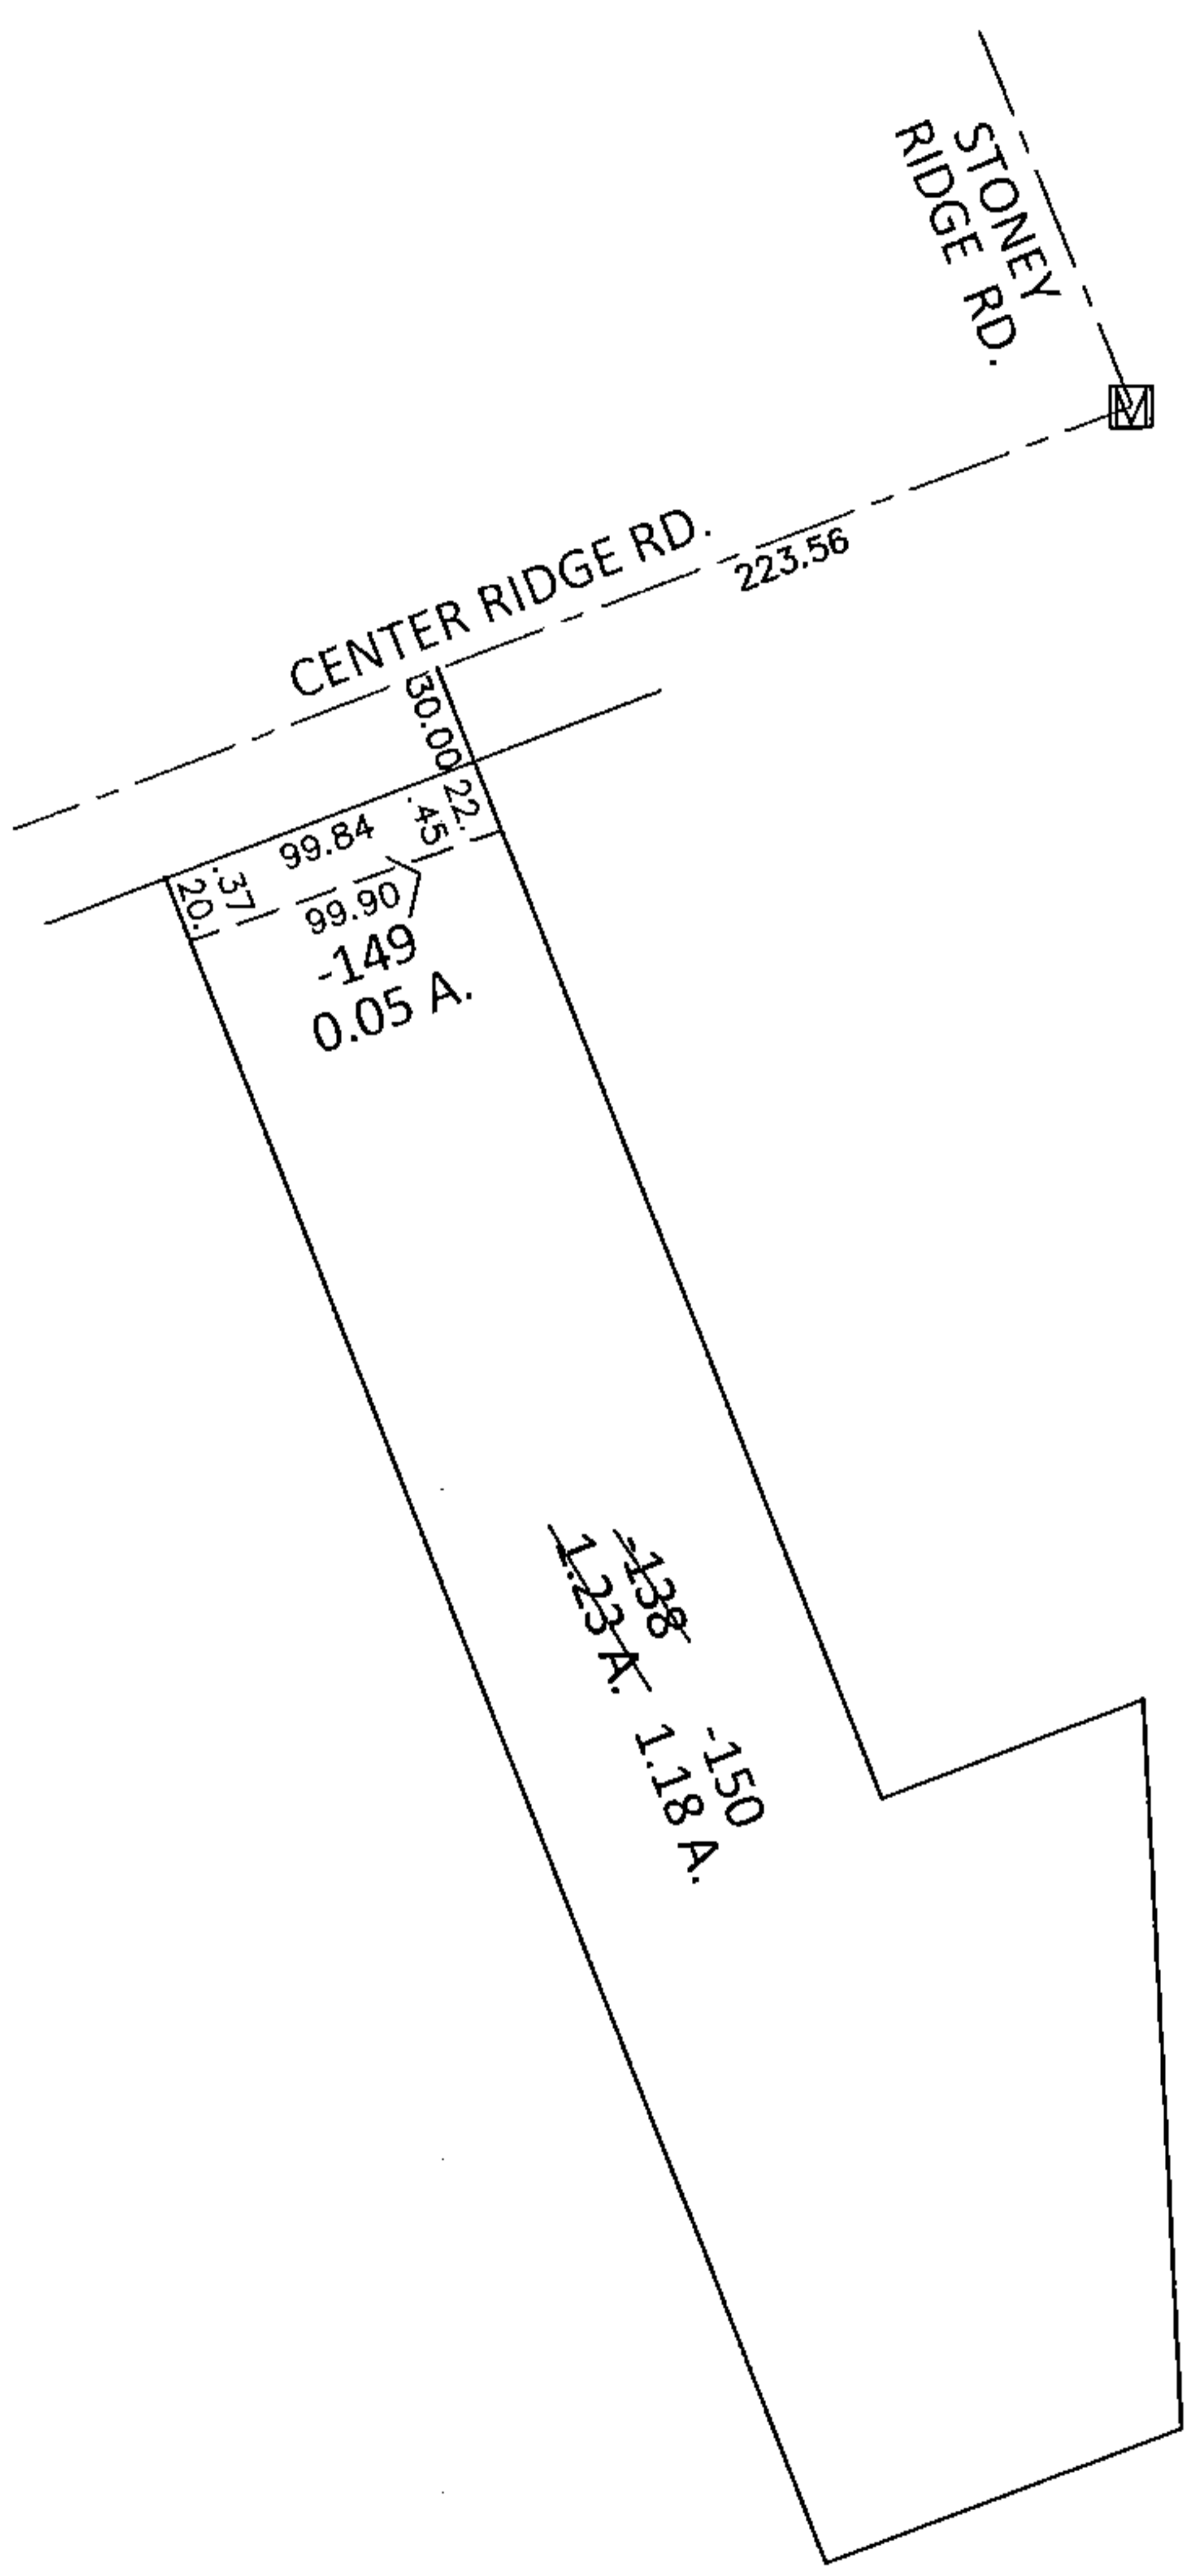 STONEY
RIDGE RD.
CENTER RIDGE RD.
223.56
30.00
22.
.45
99.84
.37
20.
99.90
-149
0.05 A.
-138
1.23 A.
-150
1.18 A.